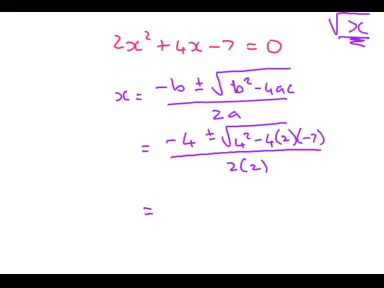 √x
2x² + 4x - 7 = 0
x = (-b ± √(b² - 4ac)) / 2a
= (-4 ± √(4² - 4(2)(-7))) / 2(2)
=